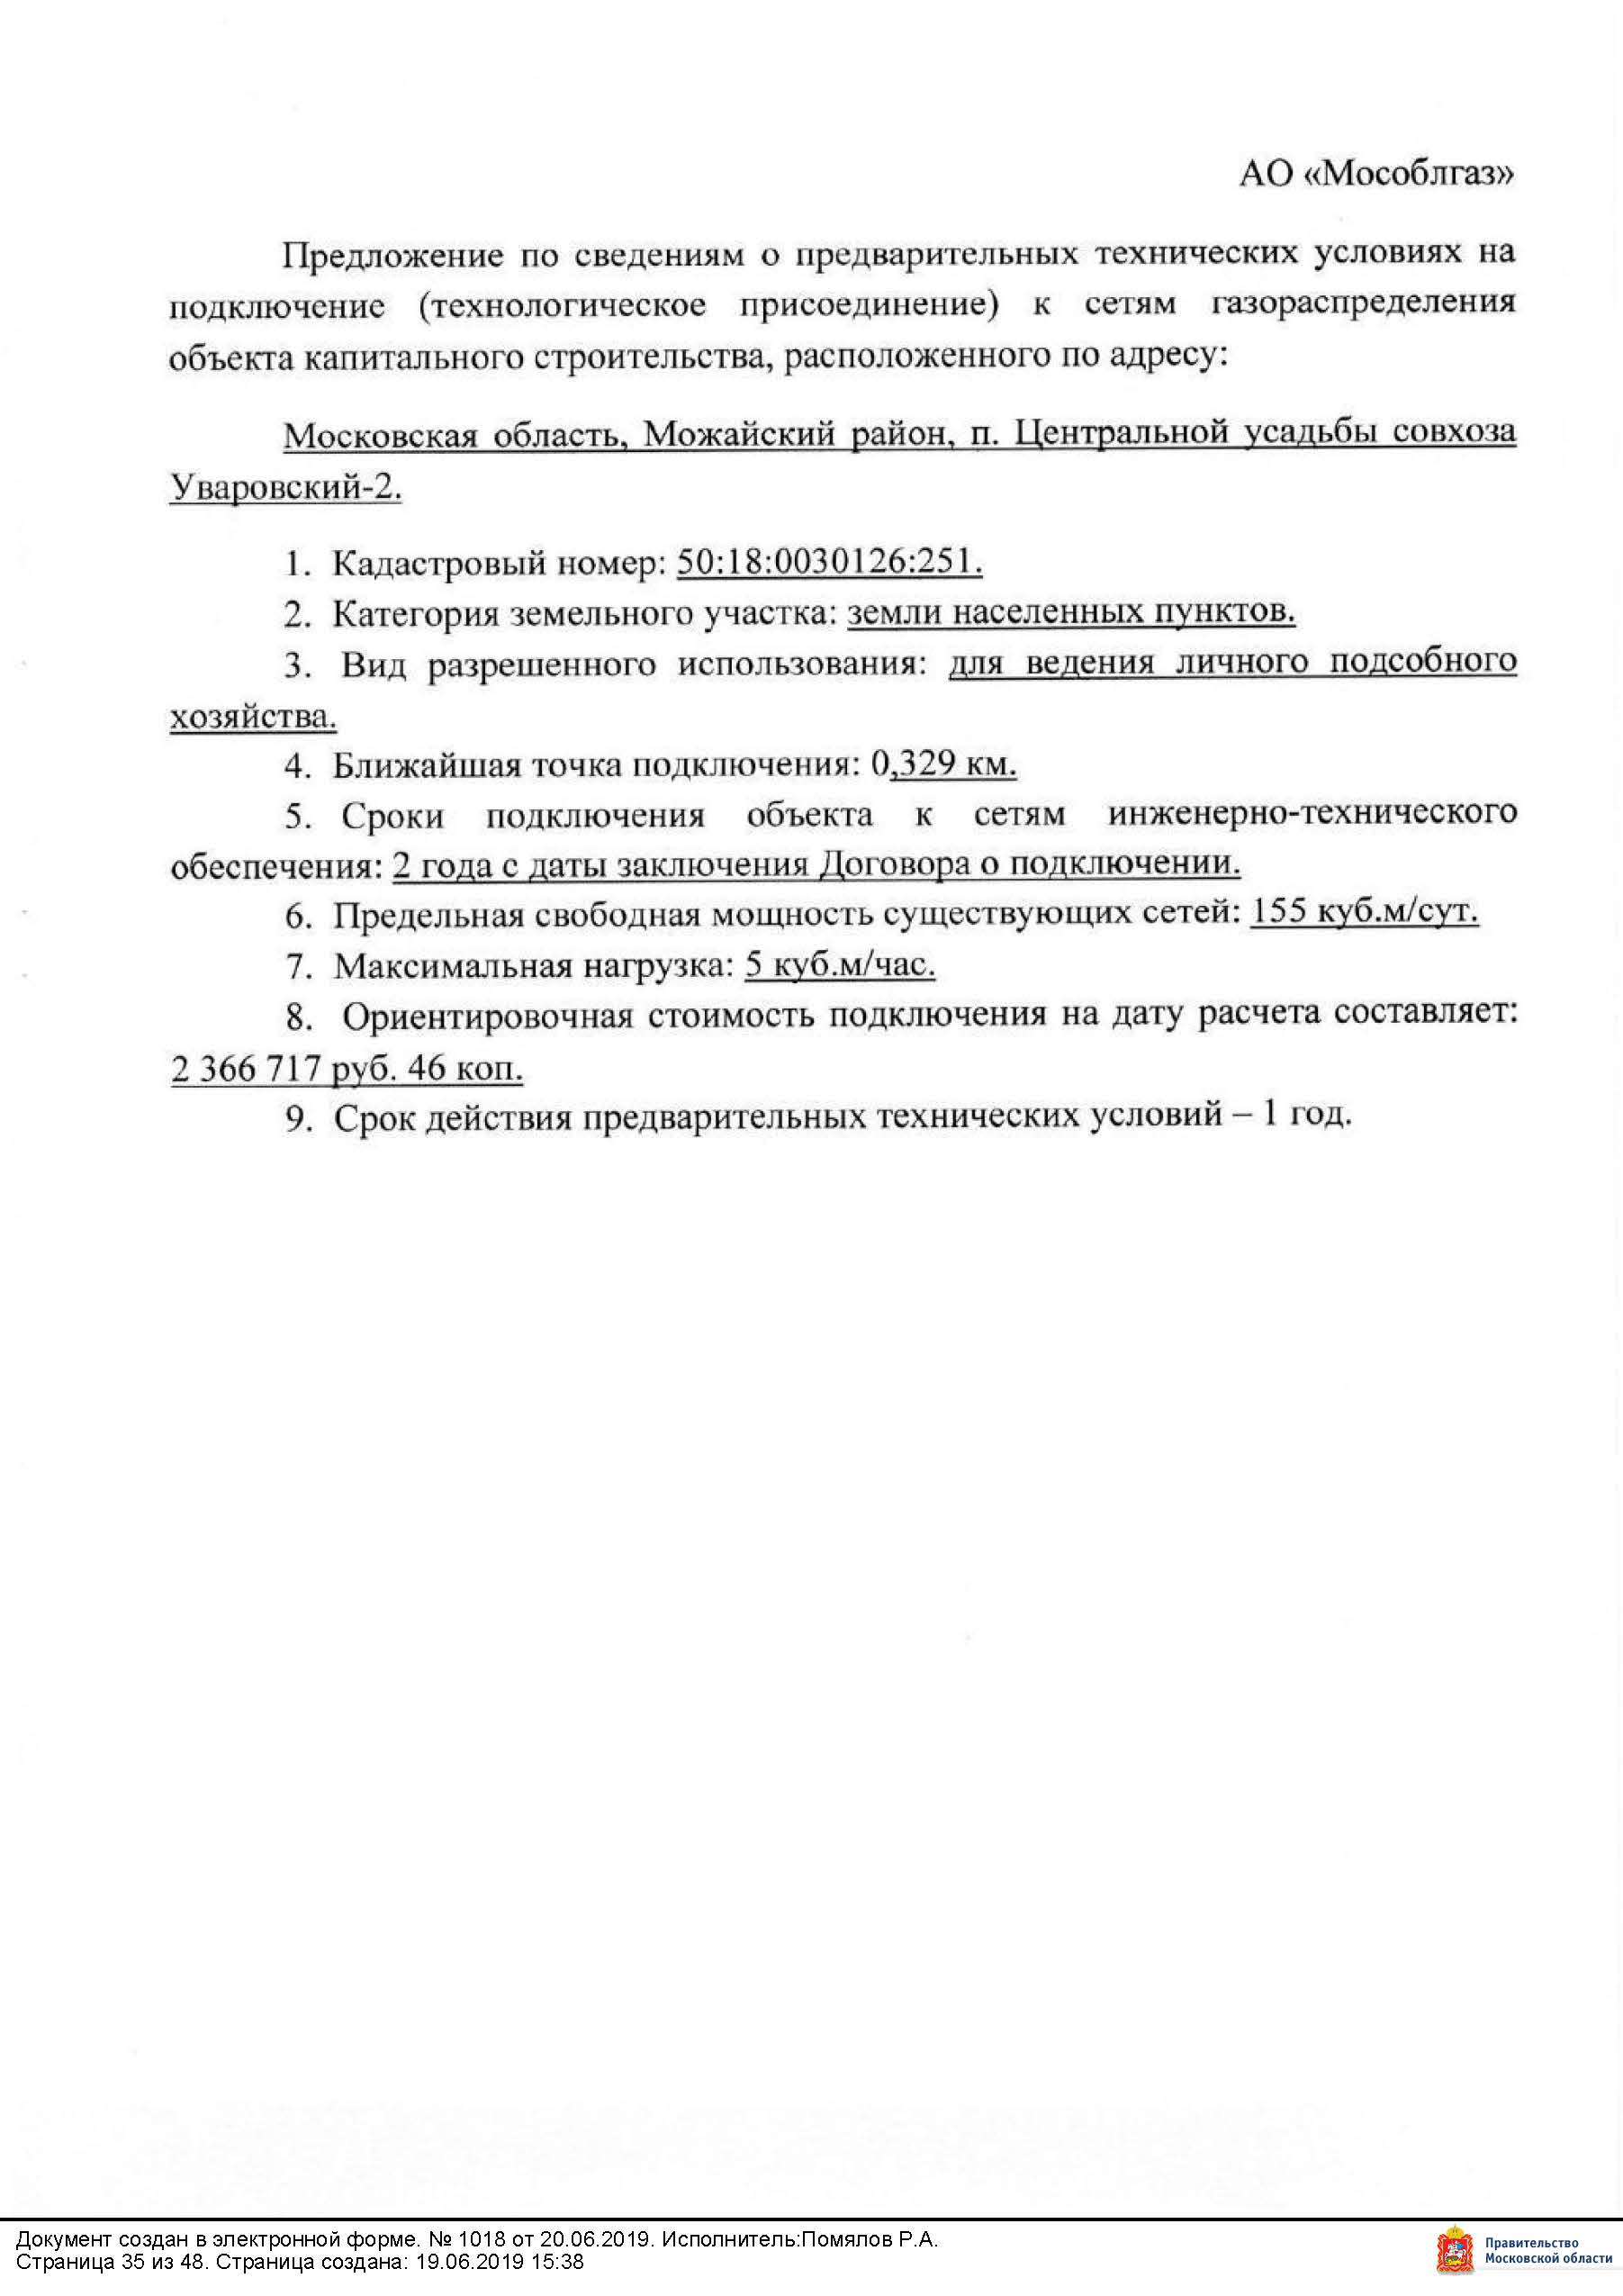 АО «Мособлгаз»
Предложение по сведениям о предварительных технических условиях на
подключение (технологическое присоединение) к сетям газораспределения
объекта капитального строительства, расположенного по адресу:
Московская область, Можайский район, п. Центральной усадьбы совхоза
Уваровский-2.
1. Кадастровый номер: 50:18:0030126:251.
2. Категория земельного участка: земли населенных пунктов.
3. Вид разрешенного использования: для ведения личного подсобного
хозяйства.
4. Ближайшая точка подключения: 0,329 км.
5. Сроки подключения объекта к сетям инженерно-технического
обеспечения: 2 года с даты заключения Договора о подключении.
6. Предельная свободная мощность существующих сетей: 155 куб.м/сут.
7. Максимальная нагрузка: 5 куб.м/час.
8. Ориентировочная стоимость подключения на дату расчета составляет:
2 366 717 руб. 46 коп.
9. Срок действия предварительных технических условий – 1 год.
Документ создан в электронной форме. № 1018 от 20.06.2019. Исполнитель:Помялов Р.А.
Страница 35 из 48. Страница создана: 19.06.2019 15:38
Правительство
Московской области